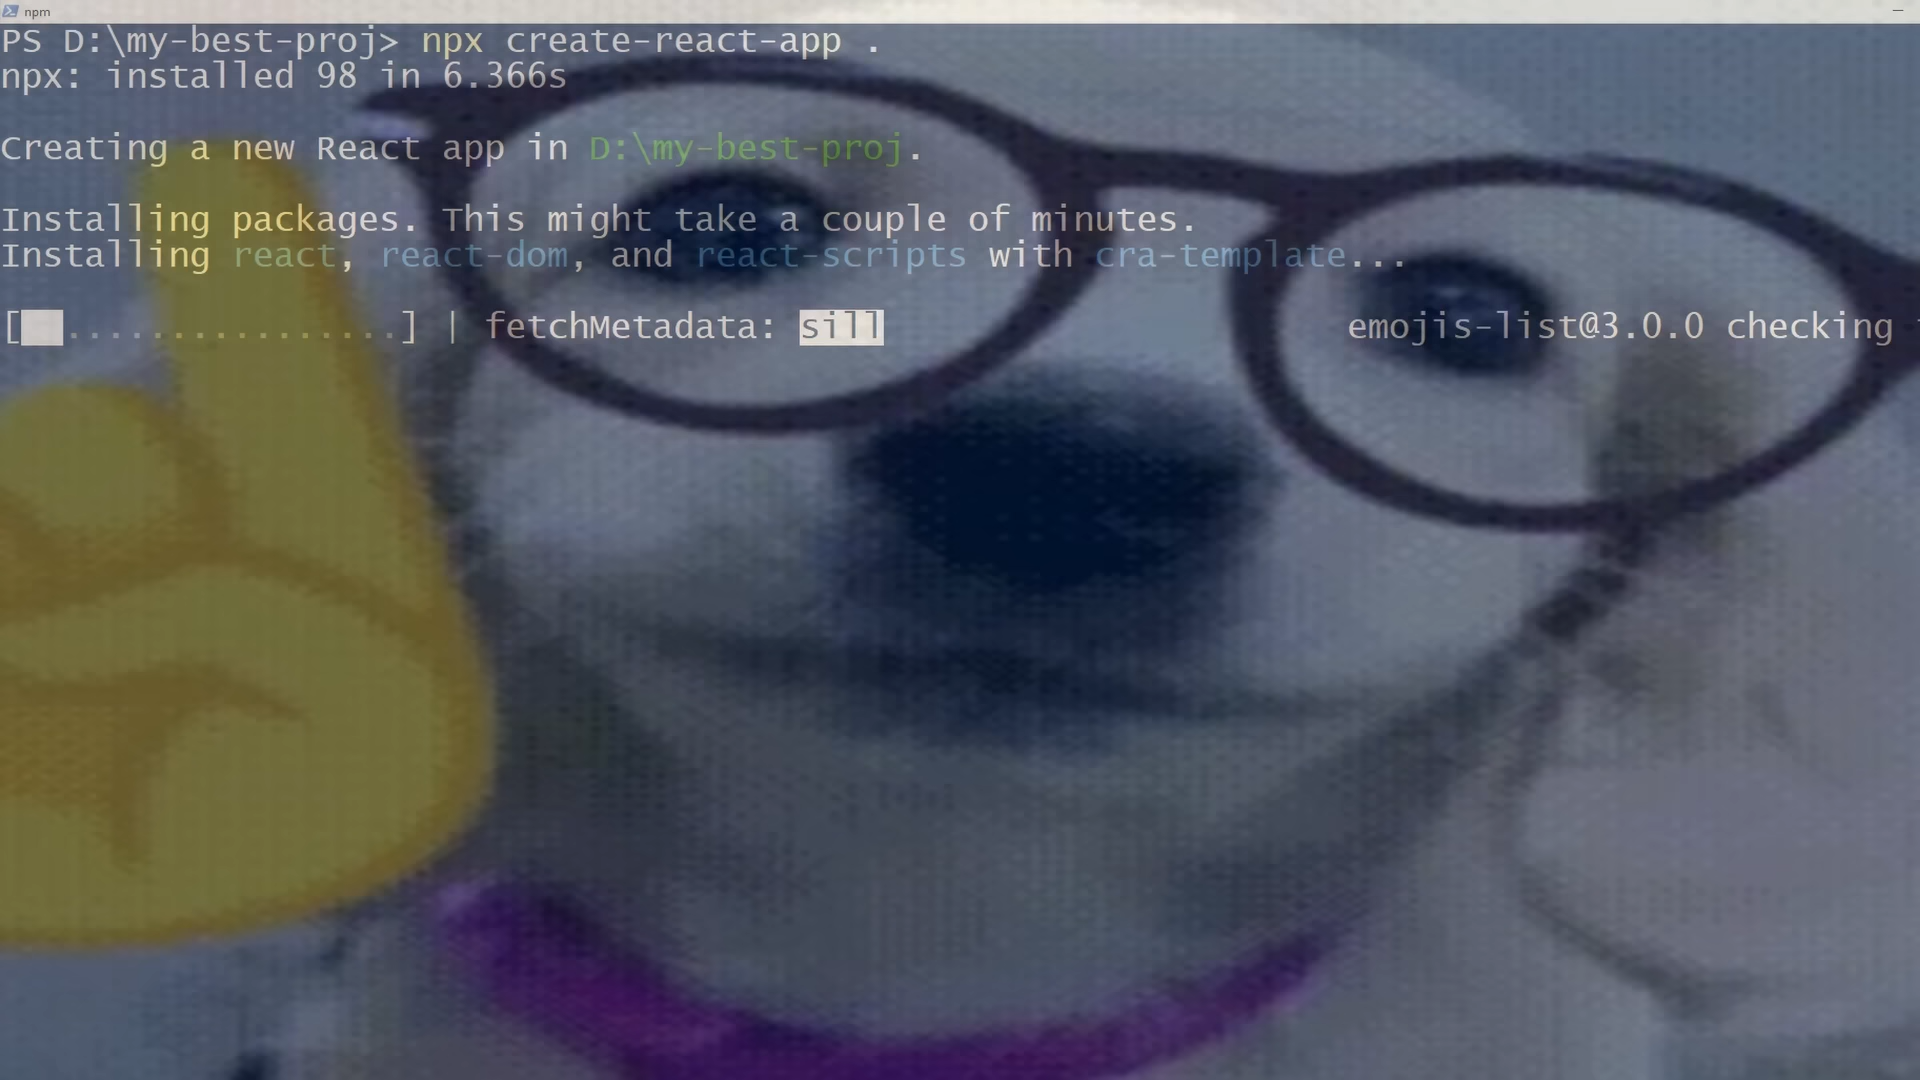 npm
PS D:\my-best-proj> npx create-react-app .
npx: installed 98 in 6.366s
Creating a new React app in D:\my-best-proj.
Installing packages. This might take a couple of minutes.
Installing react, react-dom, and react-scripts with cra-template...
[  ................] | fetchMetadata: sill emojis-list@3.0.0 checking